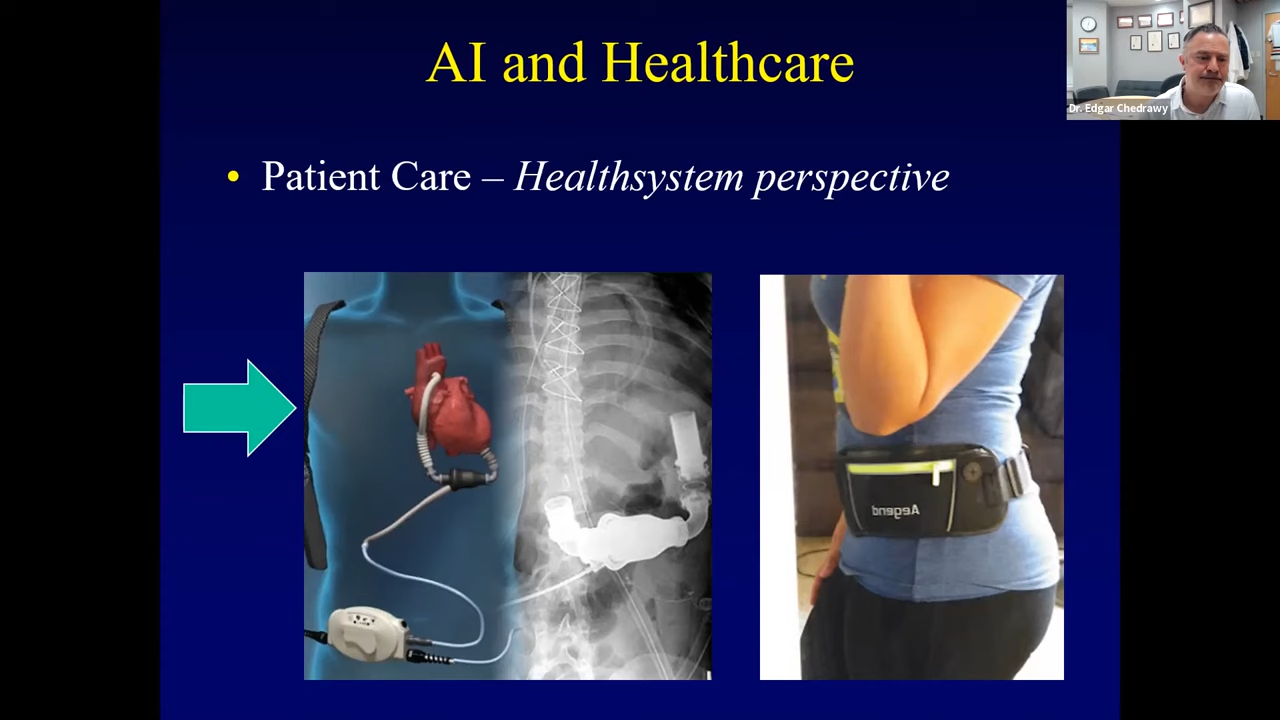 AI and Healthcare
Dr. Edgar Chedrawy
• Patient Care – Healthsystem perspective
Aegend